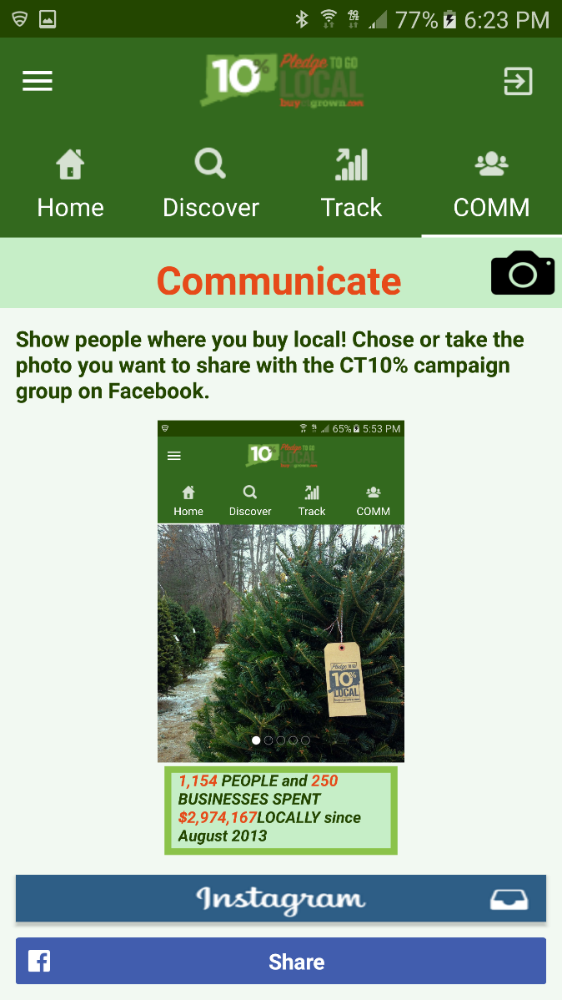 4G LTE 77% 6:23 PM
10% Pledge TO GO
LOCAL
buyctgrown.com
Home Discover Track COMM
Communicate
Show people where you buy local! Chose or take the
photo you want to share with the CT10% campaign
group on Facebook.
65% 5:53 PM
10% Pledge TO GO
LOCAL
Home Discover Track COMM
Pledge TO GO
10%
LOCAL
1,154 PEOPLE and 250
BUSINESSES SPENT
$2,974,167LOCALLY since
August 2013
Instagram
Share